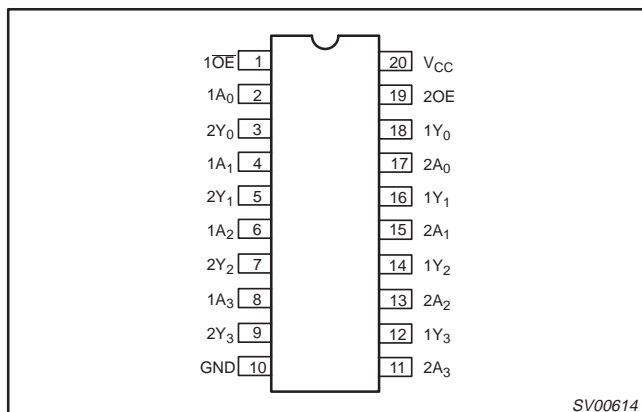 1O̅E̅ 1 20 V_CC
1A₀ 2 19 2OE
2Y₀ 3 18 1Y₀
1A₁ 4 17 2A₀
2Y₁ 5 16 1Y₁
1A₂ 6 15 2A₁
2Y₂ 7 14 1Y₂
1A₃ 8 13 2A₂
2Y₃ 9 12 1Y₃
GND 10 11 2A₃
SV00614